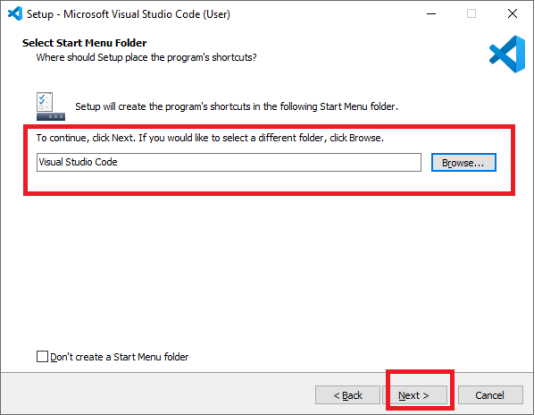 Setup - Microsoft Visual Studio Code (User)
Select Start Menu Folder
Where should Setup place the program's shortcuts?
Setup will create the program's shortcuts in the following Start Menu folder.
To continue, click Next. If you would like to select a different folder, click Browse.
Visual Studio Code
Browse...
Don't create a Start Menu folder
< Back
Next >
Cancel